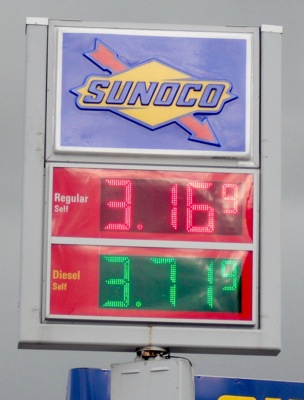 SUNOCO
Regular
Self
3.16 9
Diesel
Self
3.71 9